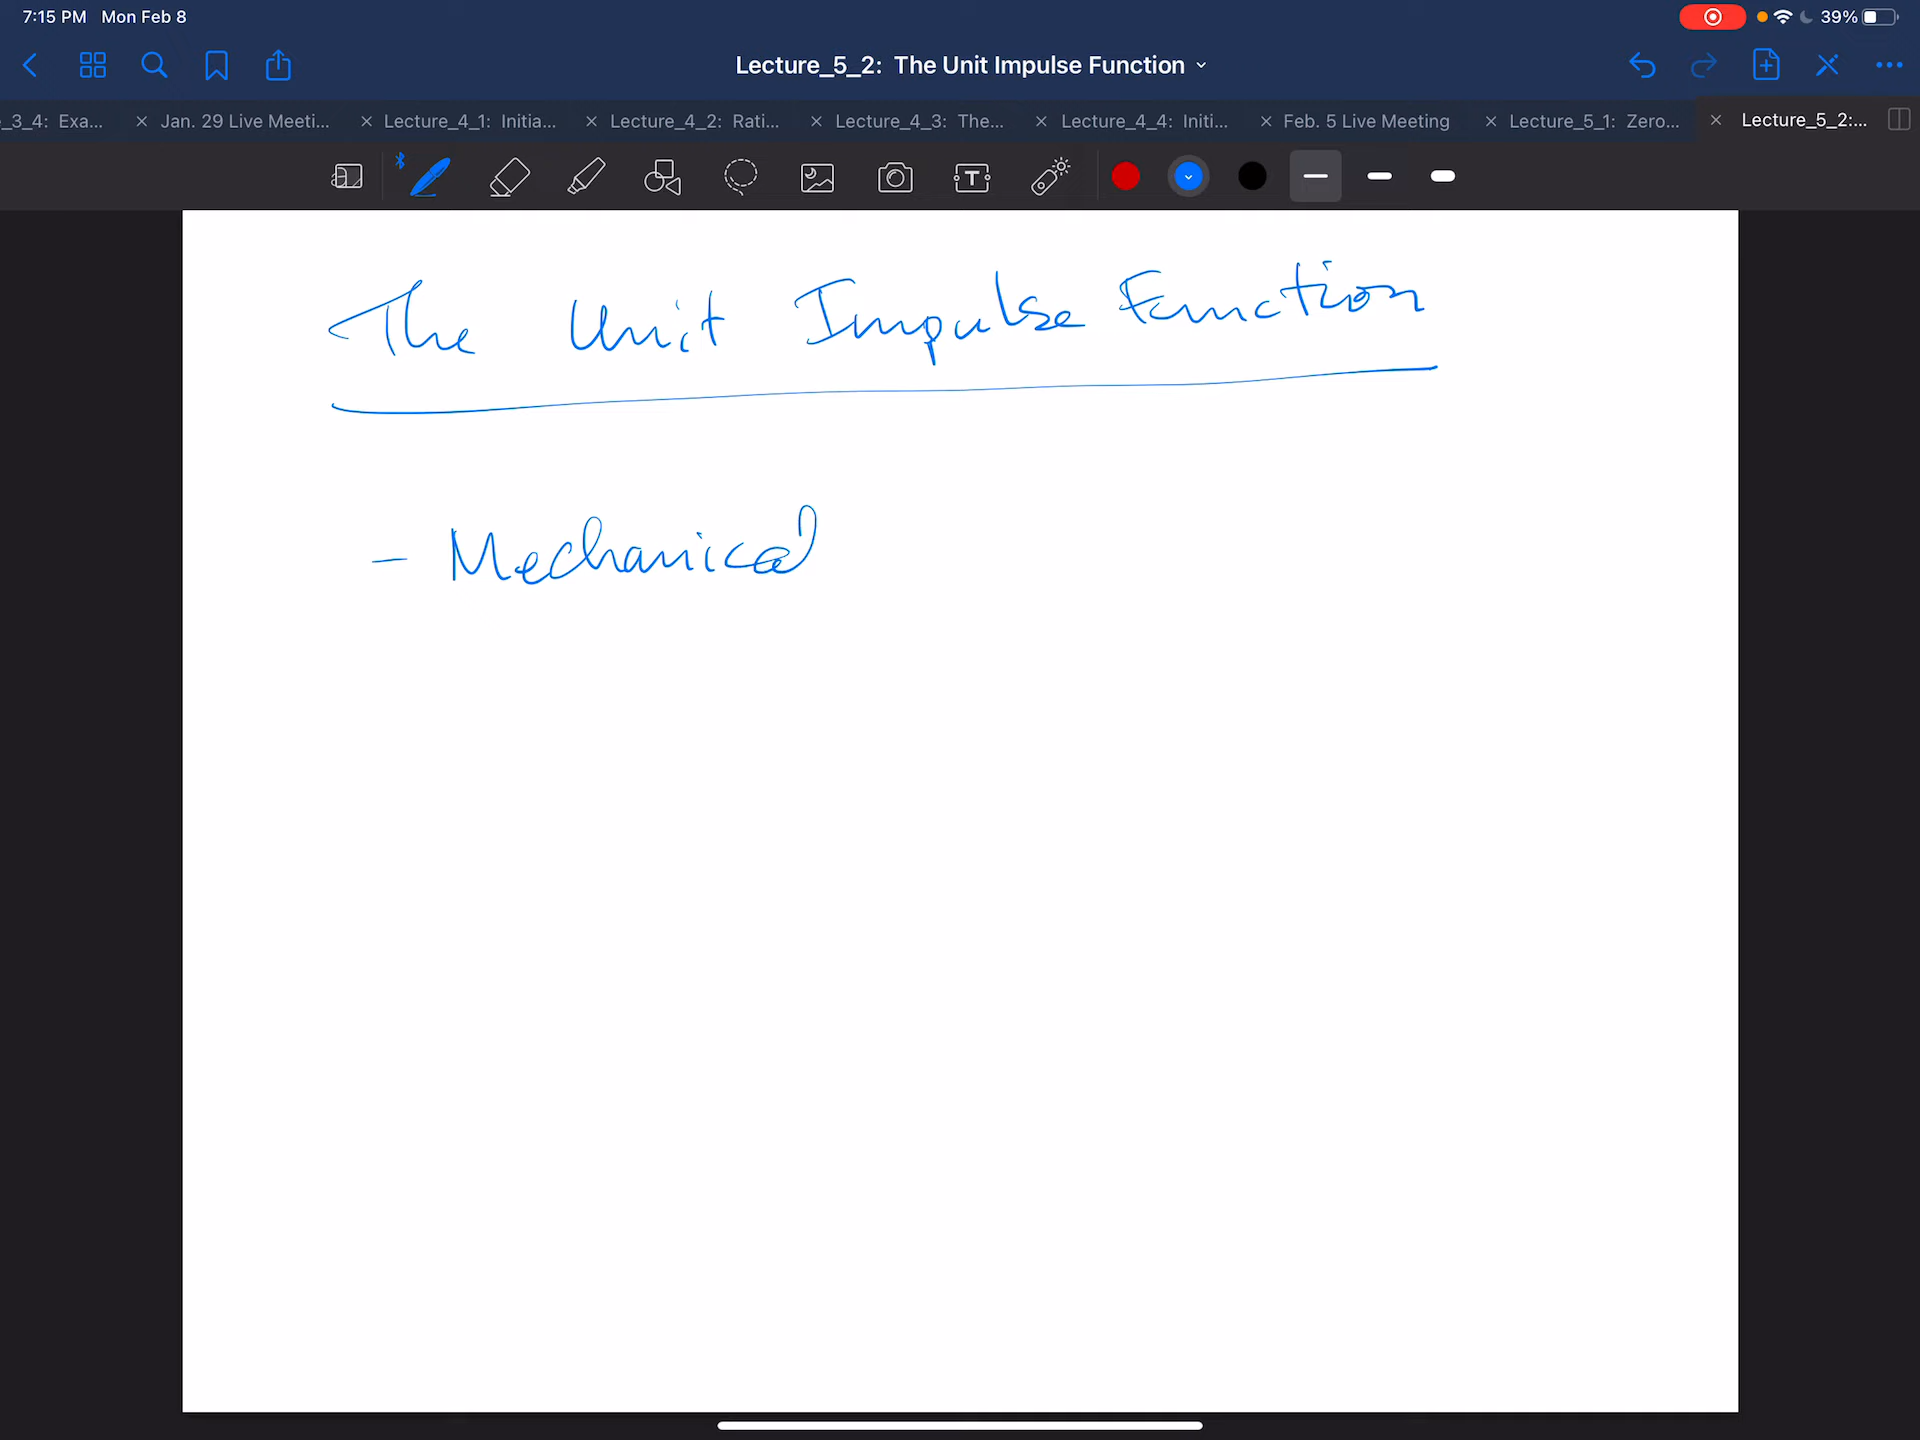 7:15 PM Mon Feb 8
39%
Lecture_5_2: The Unit Impulse Function
_3_4: Exa...
Jan. 29 Live Meeti...
Lecture_4_1: Initia...
Lecture_4_2: Rati...
Lecture_4_3: The...
Lecture_4_4: Initi...
Feb. 5 Live Meeting
Lecture_5_1: Zero...
Lecture_5_2:...
The Unit Impulse Function
- Mechanical